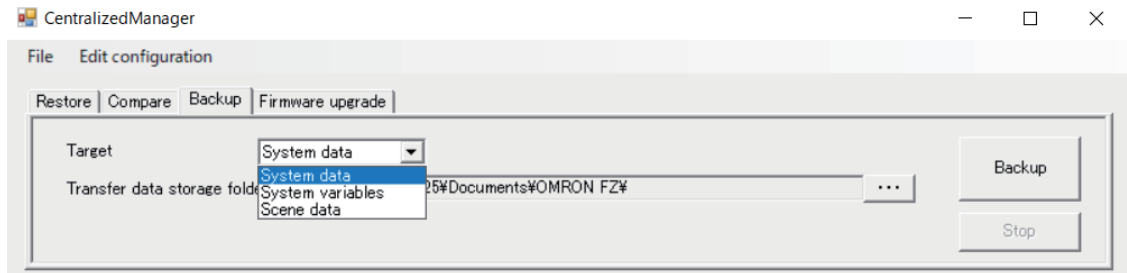 CentralizedManager
File Edit configuration
Restore Compare Backup Firmware upgrade
Target System data
System data
System variables
Scene data
Transfer data storage folde 25¥Documents¥OMRON FZ¥ ...
Backup
Stop